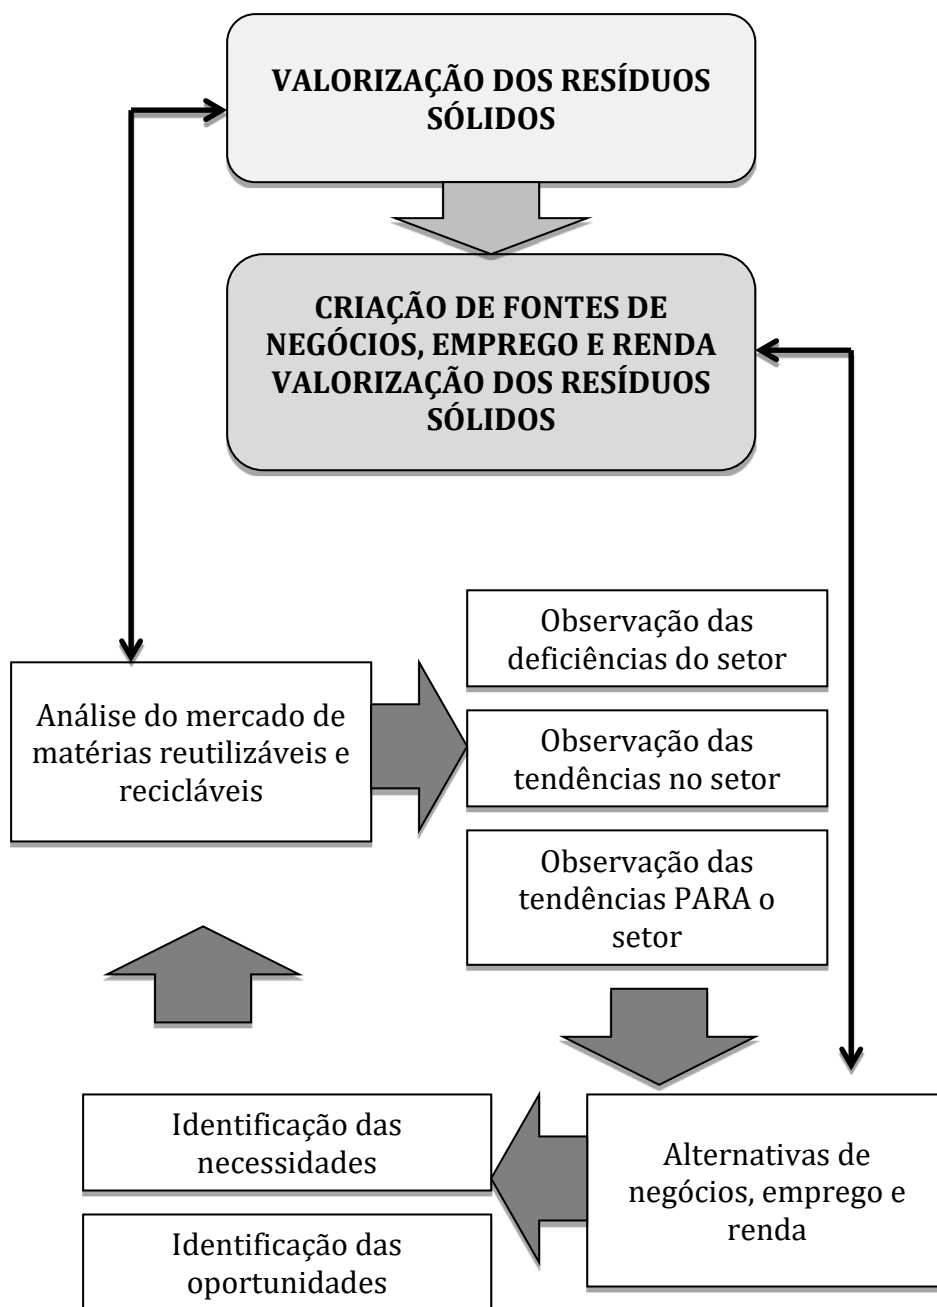 VALORIZAÇÃO DOS RESÍDUOS
SÓLIDOS
CRIAÇÃO DE FONTES DE
NEGÓCIOS, EMPREGO E RENDA
VALORIZAÇÃO DOS RESÍDUOS
SÓLIDOS
Observação das
deficiências do setor
Análise do mercado de
matérias reutilizáveis e
recicláveis
Observação das
tendências no setor
Observação das
tendências PARA o
setor
Identificação das
necessidades
Alternativas de
negócios, emprego e
renda
Identificação das
oportunidades